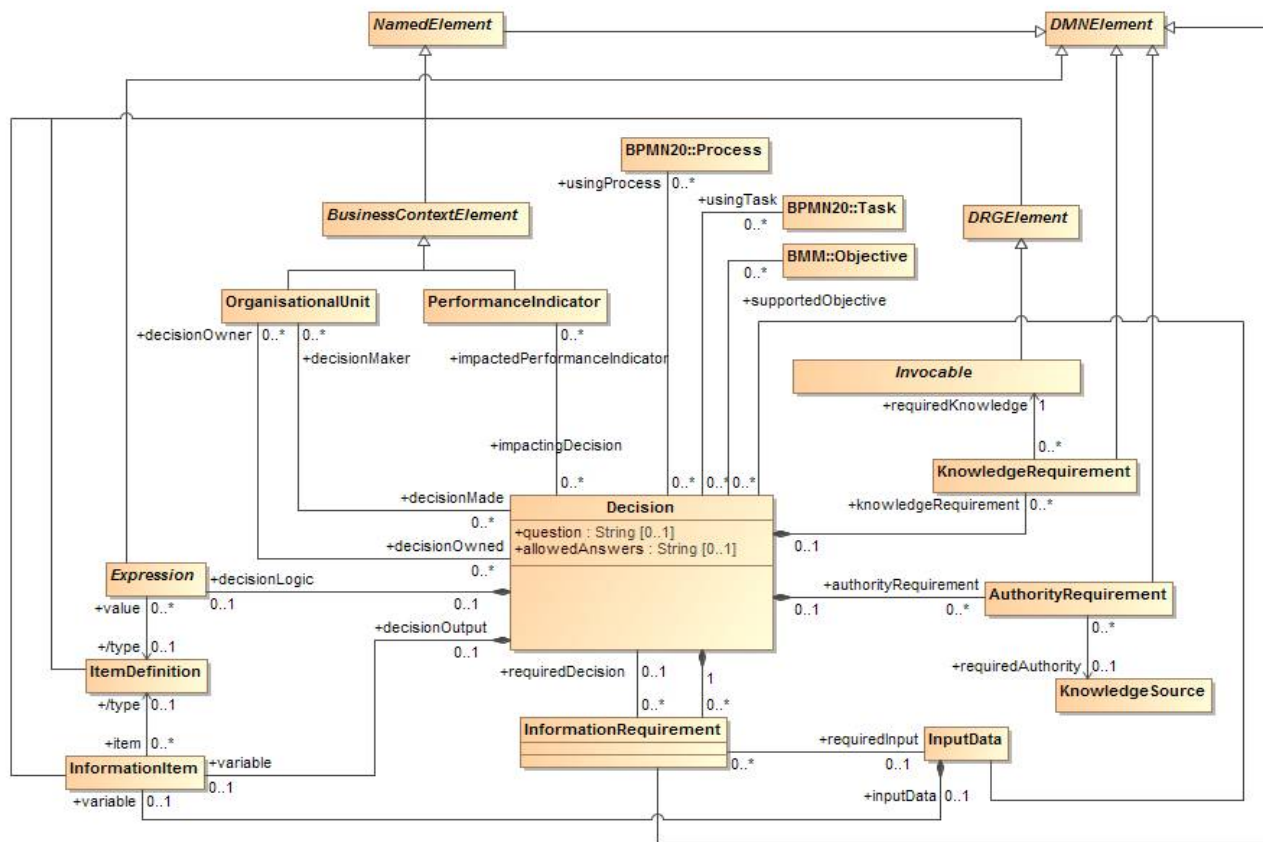 NamedElement
DMNElement
BPMN20::Process
+usingProcess
0..*
+usingTask
BPMN20::Task
0..*
BusinessContextElement
DRGElement
BMM::Objective
0..*
+supportedObjective
OrganisationalUnit
PerformanceIndicator
+decisionOwner
0..*
0..*
0..*
+decisionMaker
+impactedPerformanceIndicator
Invocable
+requiredKnowledge
1
0..*
+impactingDecision
KnowledgeRequirement
0..*
0..*
0..*
0..*
+decisionMade
0..*
Decision
+knowledgeRequirement
0..*
+question : String [0..1]
+allowedAnswers : String [0..1]
0..1
+decisionOwned
0..*
Expression
+decisionLogic
0..1
0..1
+authorityRequirement
0..1
0..*
AuthorityRequirement
+value
0..*
+decisionOutput
0..1
0..*
+/type
0..1
+requiredDecision
0..1
1
+requiredAuthority
0..1
ItemDefinition
KnowledgeSource
+/type
0..1
0..*
0..*
InformationRequirement
+item
0..*
+requiredInput
InputData
InformationItem
+variable
0..1
0..*
0..1
+variable
0..1
+inputData
0..1